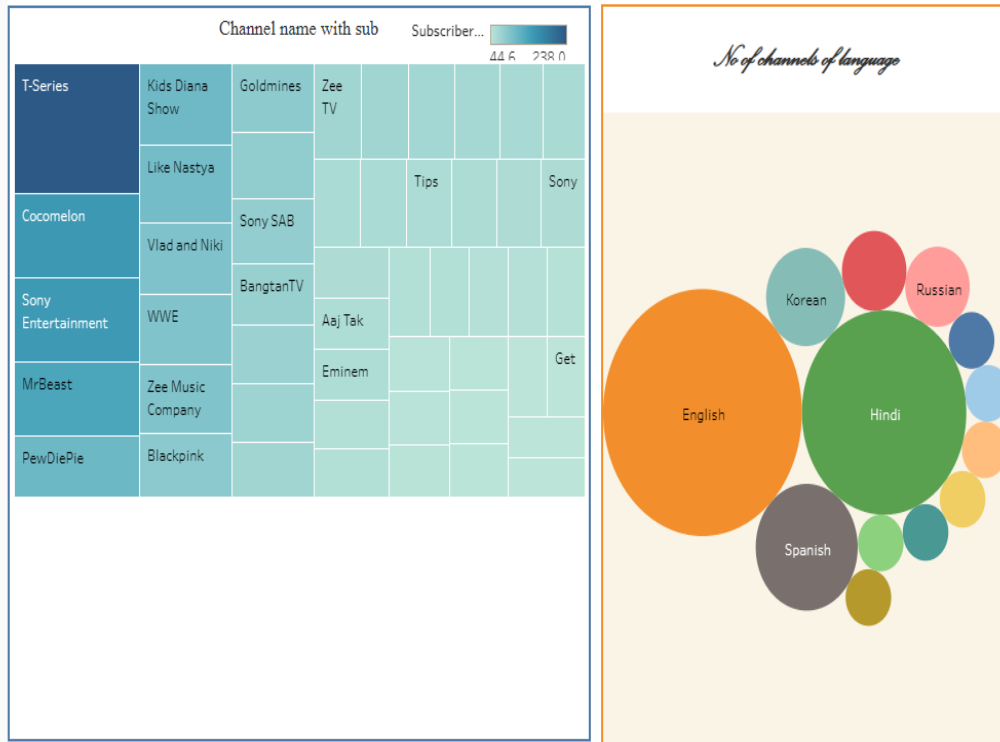 Channel name with sub
Subscriber...
44.6 238.0
T-Series
Cocomelon
Sony
Entertainment
MrBeast
PewDiePie
Kids Diana
Show
Like Nastya
Vlad and Niki
WWE
Zee Music
Company
Blackpink
Goldmines
Sony SAB
BangtanTV
Zee
TV
Tips
Sony
Aaj Tak
Eminem
Get
No of channels of language
English
Korean
Russian
Hindi
Spanish